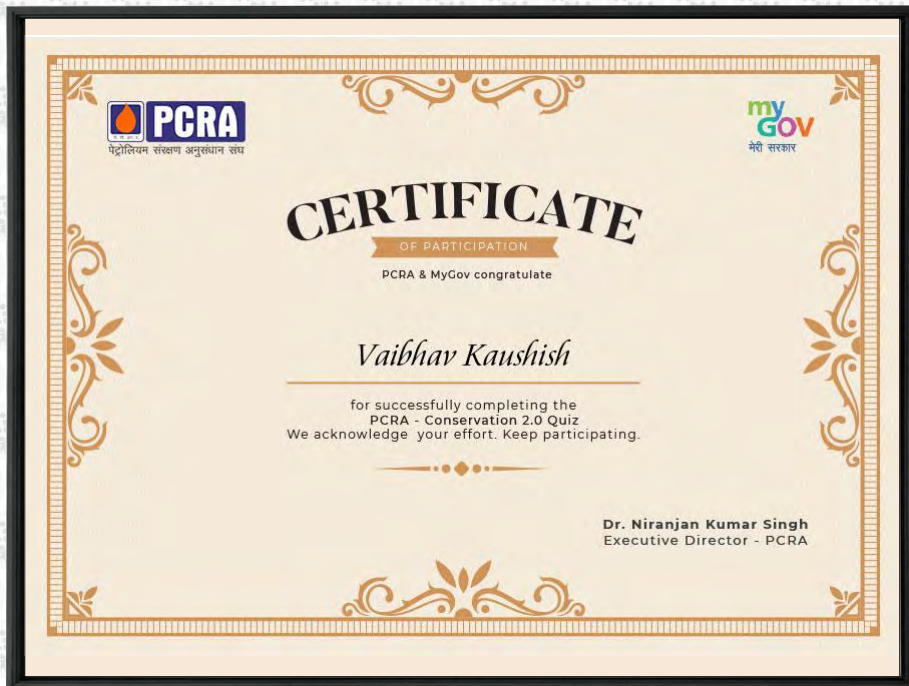 PCRA
पेट्रोलियम संरक्षण अनुसंधान संघ
my
GOV
मेरी सरकार
CERTIFICATE
OF PARTICIPATION
PCRA & MyGov congratulate
Vaibhav Kaushish
for successfully completing the
PCRA - Conservation 2.0 Quiz
We acknowledge your effort. Keep participating.
Dr. Niranjan Kumar Singh
Executive Director - PCRA